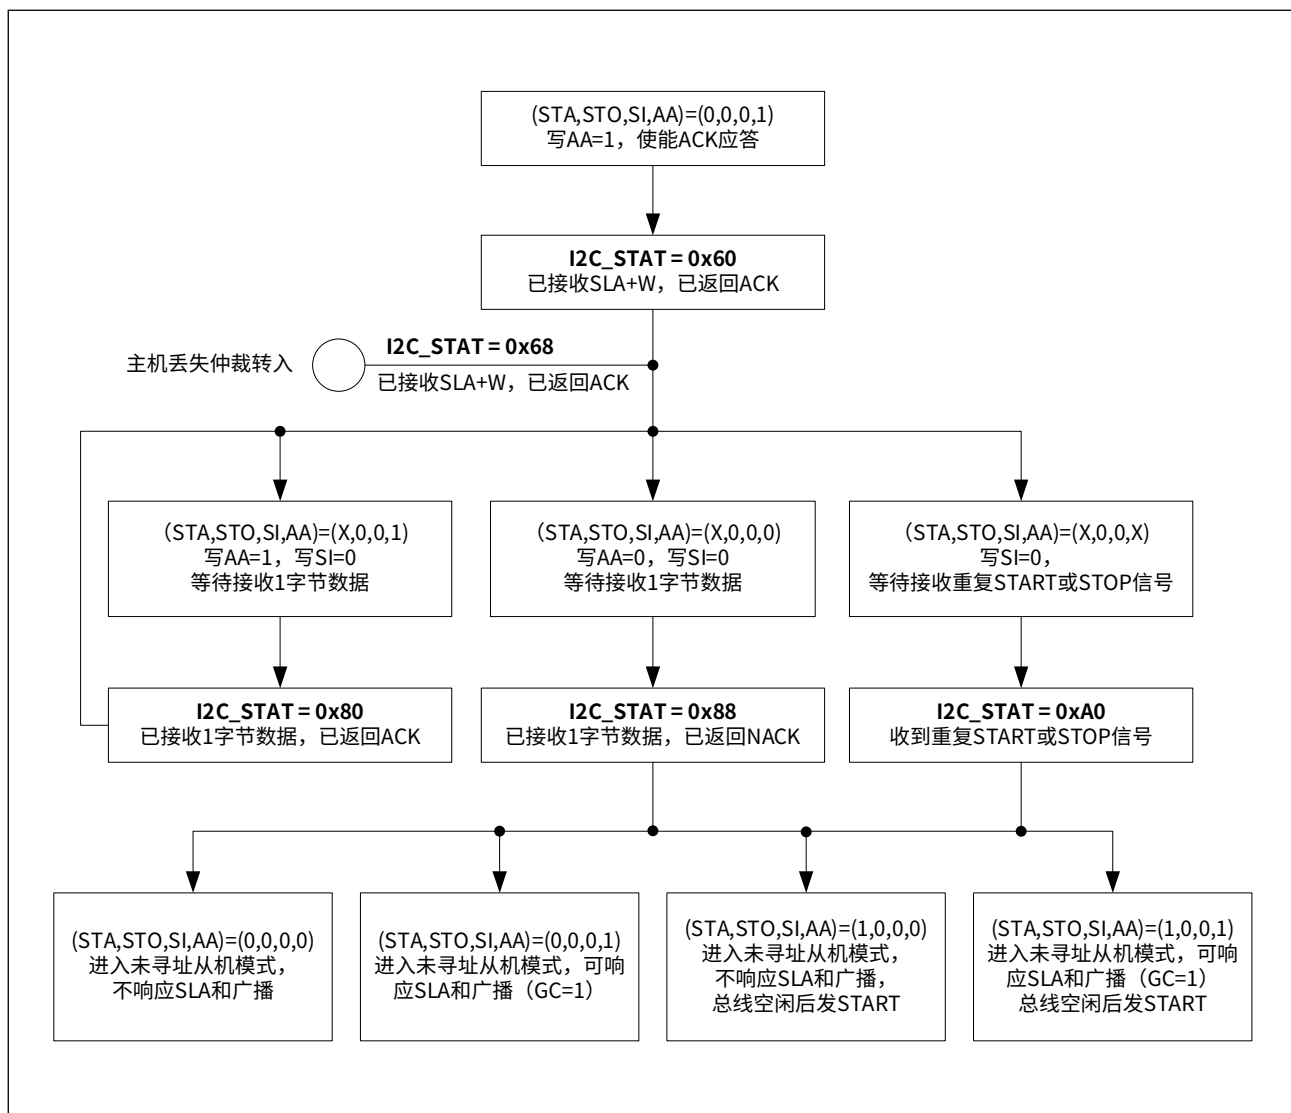 (STA,STO,SI,AA)=(0,0,0,1)
写AA=1，使能ACK应答
I2C_STAT = 0x60
已接收SLA+W，已返回ACK
I2C_STAT = 0x68
主机丢失仲裁转入
已接收SLA+W，已返回ACK
（STA,STO,SI,AA)=(X,0,0,1)
写AA=1，写SI=0
等待接收1字节数据
（STA,STO,SI,AA)=(X,0,0,0)
写AA=0，写SI=0
等待接收1字节数据
（STA,STO,SI,AA)=(X,0,0,X)
写SI=0，
等待接收重复START或STOP信号
I2C_STAT = 0x80
已接收1字节数据，已返回ACK
I2C_STAT = 0x88
已接收1字节数据，已返回NACK
I2C_STAT = 0xA0
收到重复START或STOP信号
(STA,STO,SI,AA)=(0,0,0,0)
进入未寻址从机模式，
不响应SLA和广播
(STA,STO,SI,AA)=(0,0,0,1)
进入未寻址从机模式，可响
应SLA和广播（GC=1）
(STA,STO,SI,AA)=(1,0,0,0)
进入未寻址从机模式，
不响应SLA和广播，
总线空闲后发START
(STA,STO,SI,AA)=(1,0,0,1)
进入未寻址从机模式，可响
应SLA和广播（GC=1）
总线空闲后发START